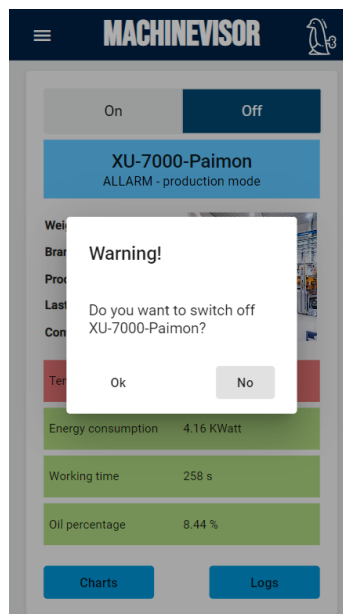 MACHINEVISOR
On
Off
XU-7000-Paimon
ALLARM - production mode
Warning!
Do you want to switch off
XU-7000-Paimon?
Ok
No
Energy consumption 4.16 KWatt
Working time 258 s
Oil percentage 8.44 %
Charts
Logs